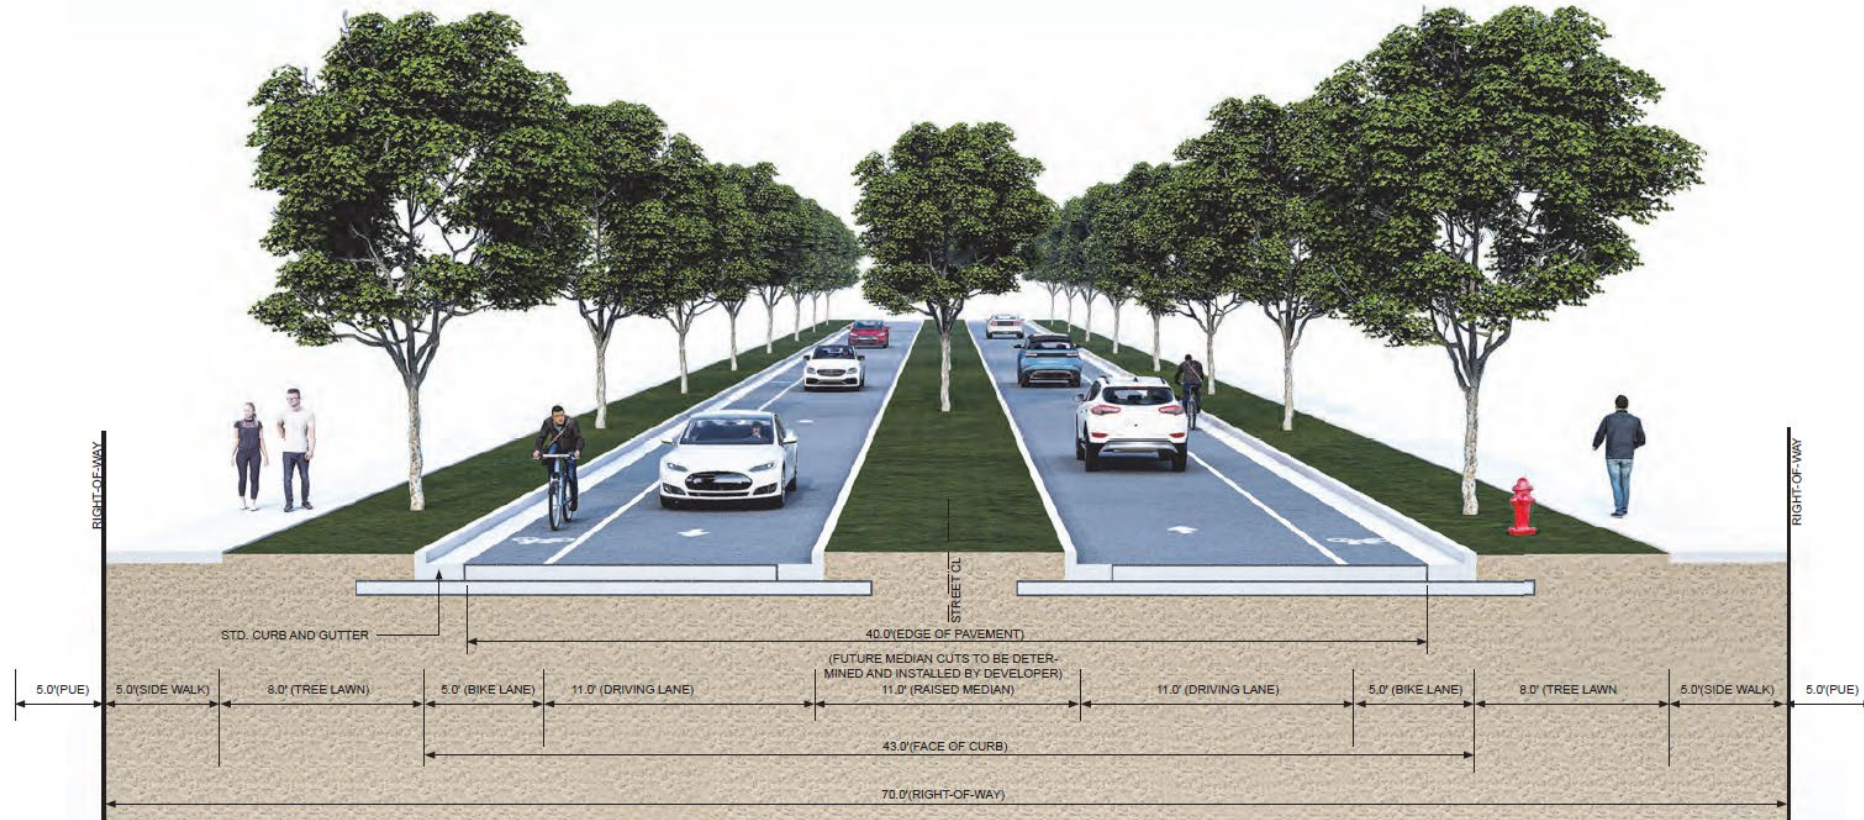 RIGHT-OF-WAY
RIGHT-OF-WAY
STREET CL
STD. CURB AND GUTTER
40.0'(EDGE OF PAVEMENT)
(FUTURE MEDIAN CUTS TO BE DETER-
MINED AND INSTALLED BY DEVELOPER)
5.0'(PUE)
5.0'(SIDE WALK)
8.0' (TREE LAWN)
5.0' (BIKE LANE)
11.0' (DRIVING LANE)
11.0' (RAISED MEDIAN)
11.0' (DRIVING LANE)
5.0' (BIKE LANE)
8.0' (TREE LAWN
5.0'(SIDE WALK)
5.0'(PUE)
43.0'(FACE OF CURB)
70.0'(RIGHT-OF-WAY)